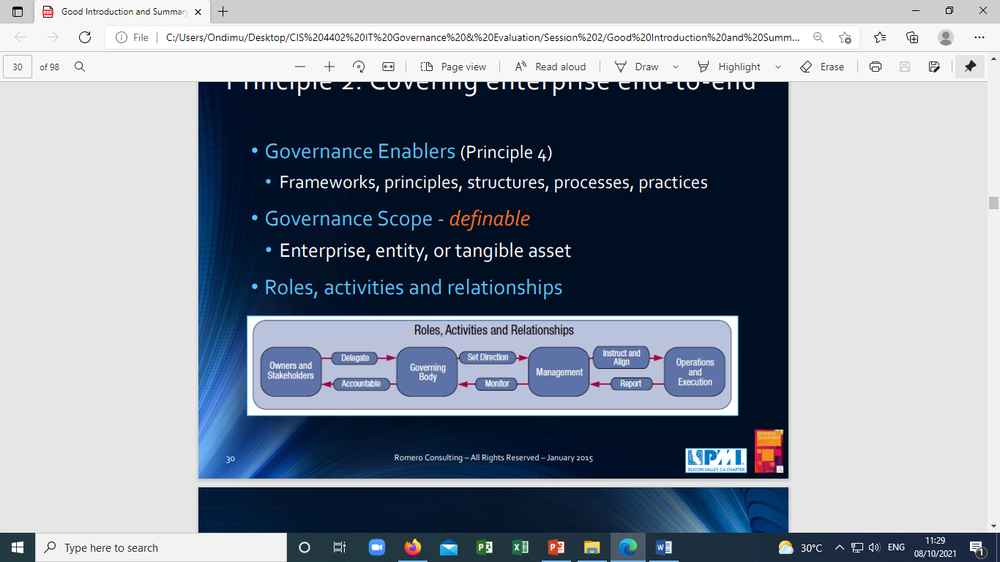 Good Introduction and Summary
File
C:/Users/Ondimu/Desktop/CIS%204402%20IT%20Governance%20&%20Evaluation/Session%202/Good%20Introduction%20and%20Summ...
30 of 98
Page view
Read aloud
Draw
Highlight
Erase
Principle 2: Covering enterprise end-to-end
• Governance Enablers (Principle 4)
• Frameworks, principles, structures, processes, practices
• Governance Scope - definable
• Enterprise, entity, or tangible asset
• Roles, activities and relationships
Roles, Activities and Relationships
Owners and
Stakeholders
Delegate
Accountable
Governing
Body
Set Direction
Monitor
Management
Instruct and
Align
Report
Operations
and
Execution
30
Romero Consulting – All Rights Reserved – January 2015
PMI
SILICON VALLEY, CA CHAPTER
Type here to search
30°C
ENG
11:29
08/10/2021
1